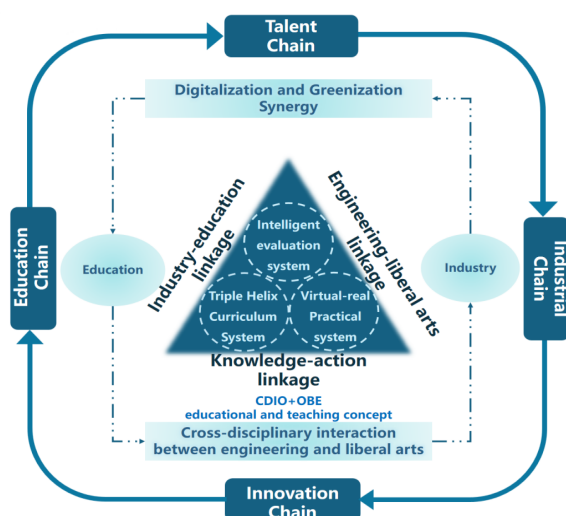 Talent
Chain
Digitalization and Greenization
Synergy
Education
Chain
Education
Industry-education
linkage
Intelligent
evaluation
system
Triple Helix
Curriculum
System
Virtual-real
Practical
system
Engineering-liberal arts
linkage
Industry
Industrial
Chain
Knowledge-action
linkage
CDIO+OBE
educational and teaching concept
Cross-disciplinary interaction
between engineering and liberal arts
Innovation
Chain